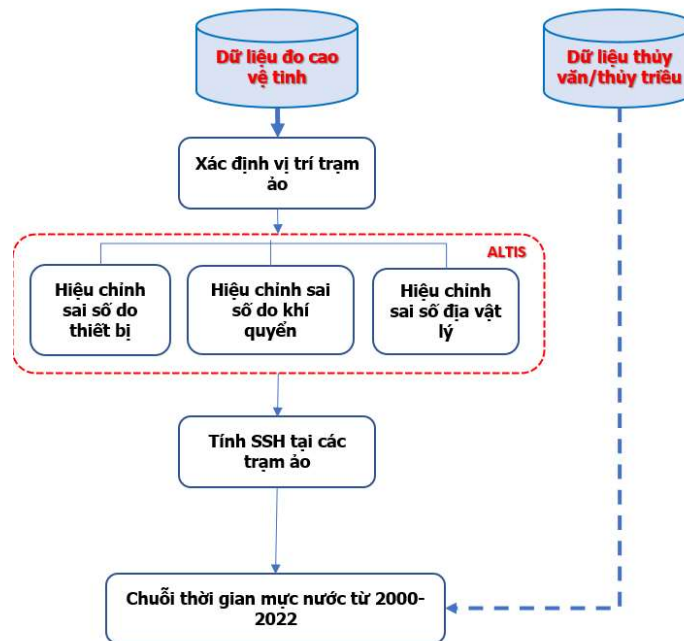 Dữ liệu đo cao
vệ tinh
Dữ liệu thủy
văn/thủy triều
Xác định vị trí trạm
ảo
ALTIS
Hiệu chỉnh
sai số do
thiết bị
Hiệu chỉnh sai
số do khí
quyển
Hiệu chỉnh
sai số địa vật
lý
Tính SSH tại các
trạm ảo
Chuỗi thời gian mực nước từ 2000-
2022